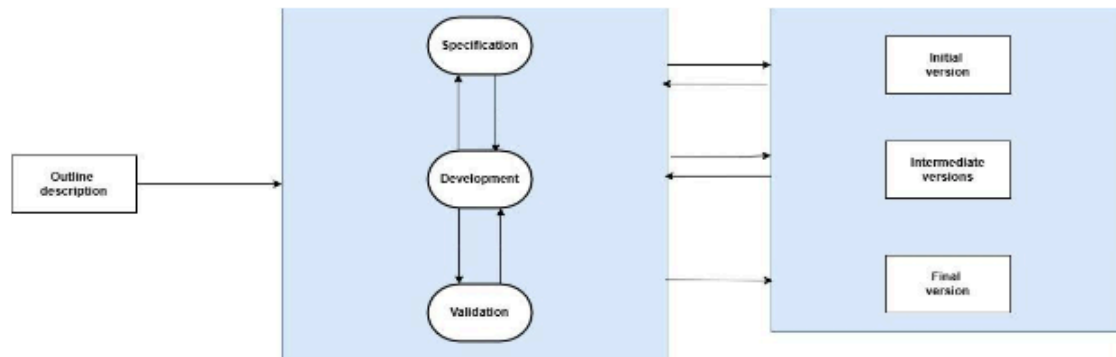 Specification
Initial
version
Outline
description
Development
Intermediate
versions
Validation
Final
version